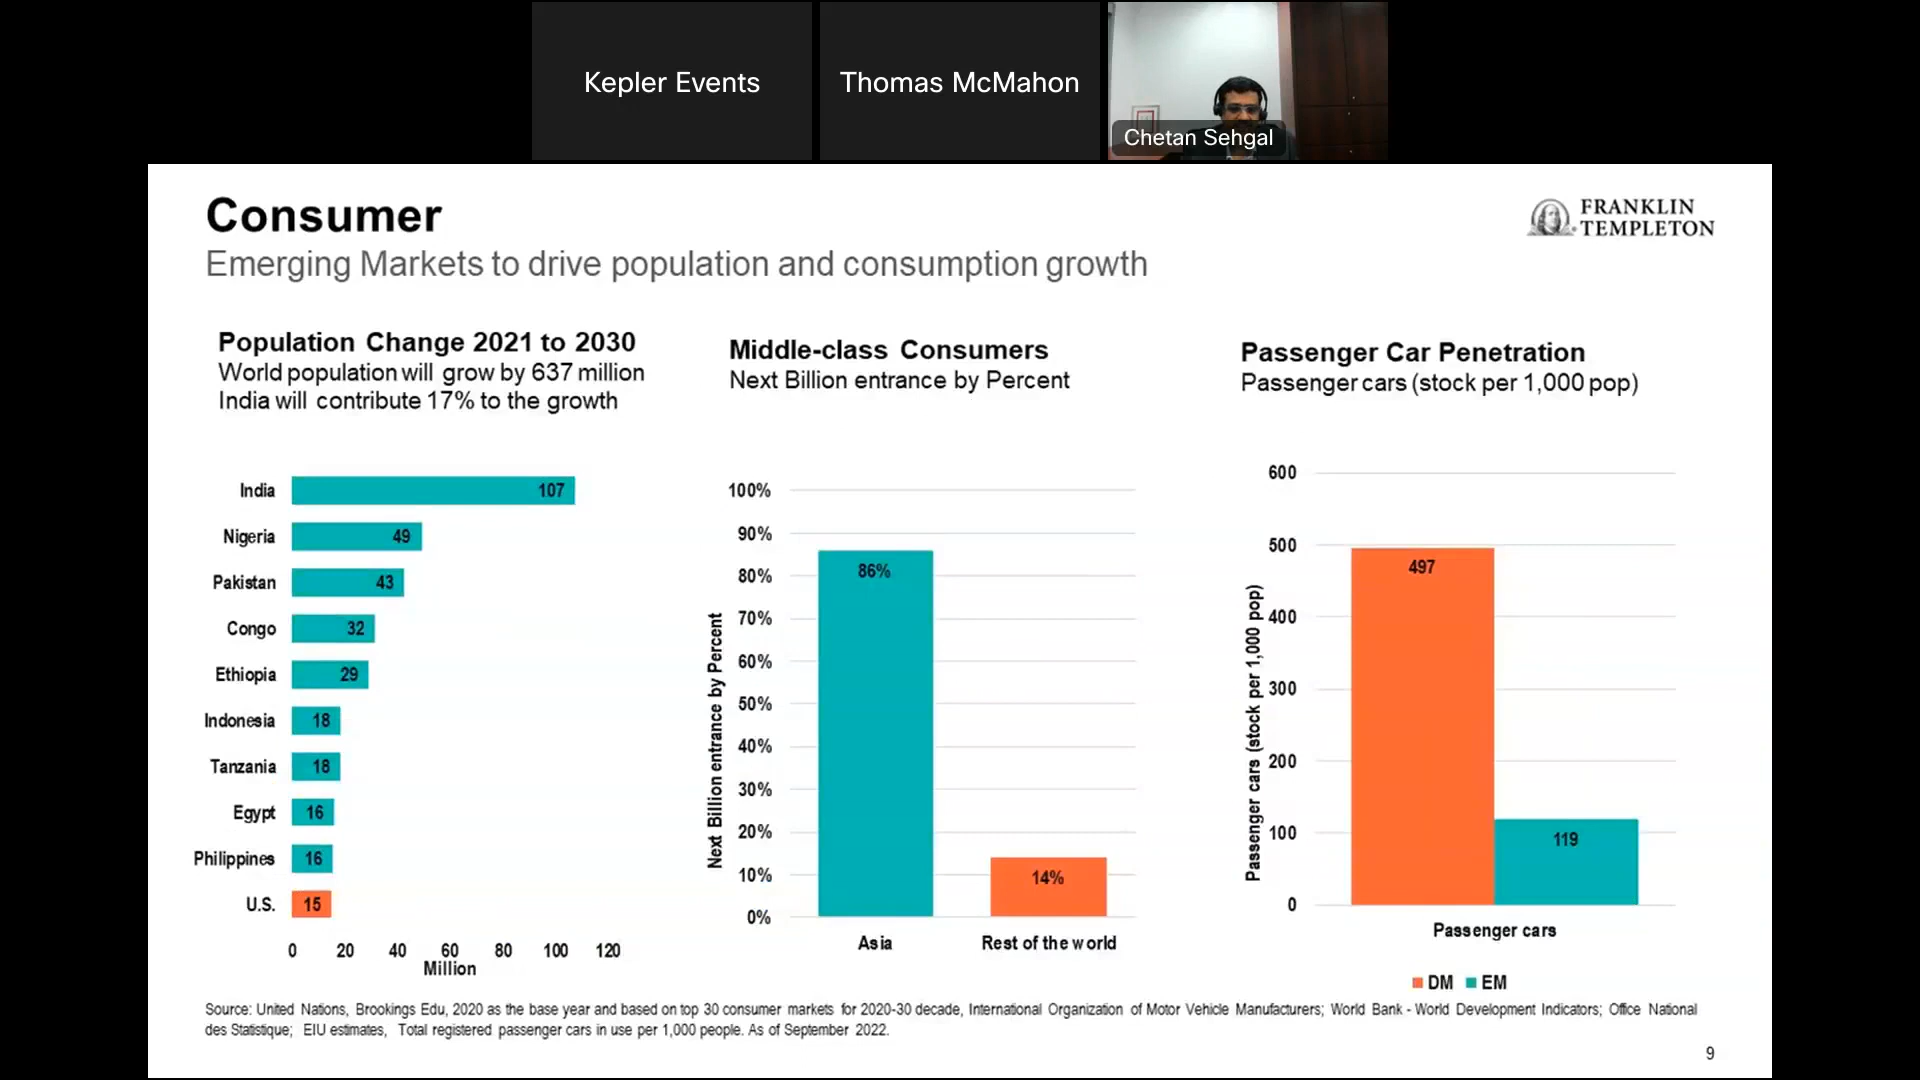 Kepler Events
Thomas McMahon
Chetan Sehgal
Consumer
Emerging Markets to drive population and consumption growth
FRANKLIN
TEMPLETON
Population Change 2021 to 2030
World population will grow by 637 million
India will contribute 17% to the growth
India 107
Nigeria 49
Pakistan 43
Congo 32
Ethiopia 29
Indonesia 18
Tanzania 18
Egypt 16
Philippines 16
U.S. 15
0 20 40 60 80 100 120
Million
Middle-class Consumers
Next Billion entrance by Percent
Next Billion entrance by Percent
100%
90%
80%
70%
60%
50%
40%
30%
20%
10%
0%
86%
14%
Asia
Rest of the world
Passenger Car Penetration
Passenger cars (stock per 1,000 pop)
Passenger cars (stock per 1,000 pop)
600
500
400
300
200
100
0
497
119
Passenger cars
DM EM
Source: United Nations, Brookings Edu, 2020 as the base year and based on top 30 consumer markets for 2020-30 decade, International Organization of Motor Vehicle Manufacturers; World Bank - World Development Indicators; Office National
des Statistique; EIU estimates, Total registered passenger cars in use per 1,000 people. As of September 2022.
9